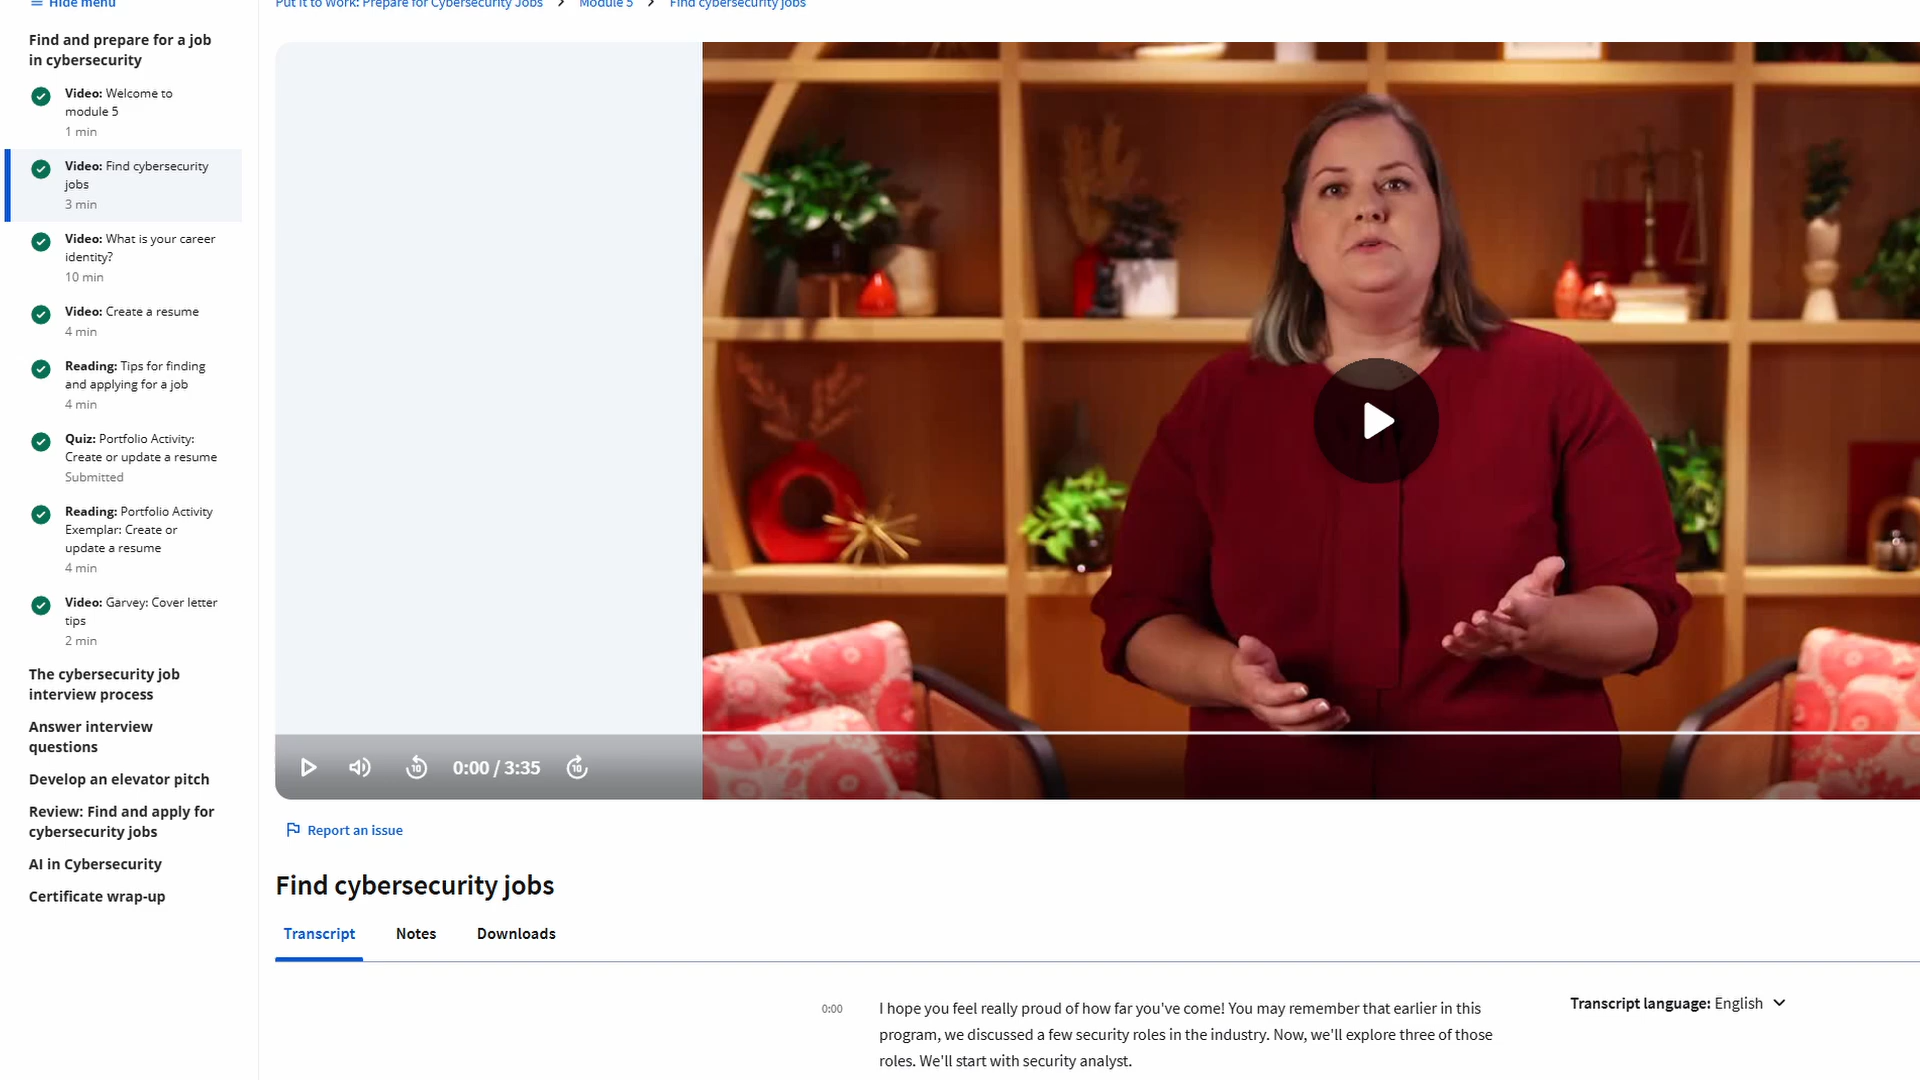 Hide menu
Put It to Work: Prepare for Cybersecurity Jobs > Module 5 > Find cybersecurity jobs
Find and prepare for a job
in cybersecurity
Video: Welcome to
module 5
1 min
Video: Find cybersecurity
jobs
3 min
Video: What is your career
identity?
10 min
Video: Create a resume
4 min
Reading: Tips for finding
and applying for a job
4 min
Quiz: Portfolio Activity:
Create or update a resume
Submitted
Reading: Portfolio Activity
Exemplar: Create or
update a resume
4 min
Video: Garvey: Cover letter
tips
2 min
The cybersecurity job
interview process
Answer interview
questions
Develop an elevator pitch
Review: Find and apply for
cybersecurity jobs
AI in Cybersecurity
Certificate wrap-up
10
0:00 / 3:35
10
Report an issue
Find cybersecurity jobs
Transcript Notes Downloads
0:00
I hope you feel really proud of how far you've come! You may remember that earlier in this
program, we discussed a few security roles in the industry. Now, we'll explore three of those
roles. We'll start with security analyst.
Transcript language: English